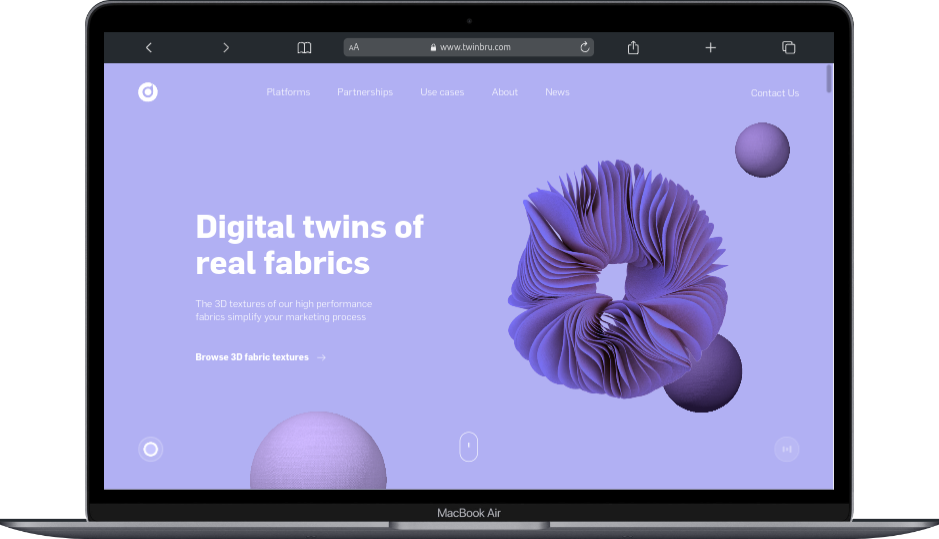 AA www.twinbru.com
Platforms Partnerships Use cases About News Contact Us
Digital twins of
real fabrics
The 3D textures of our high performance
fabrics simplify your marketing process
Browse 3D fabric textures →
MacBook Air